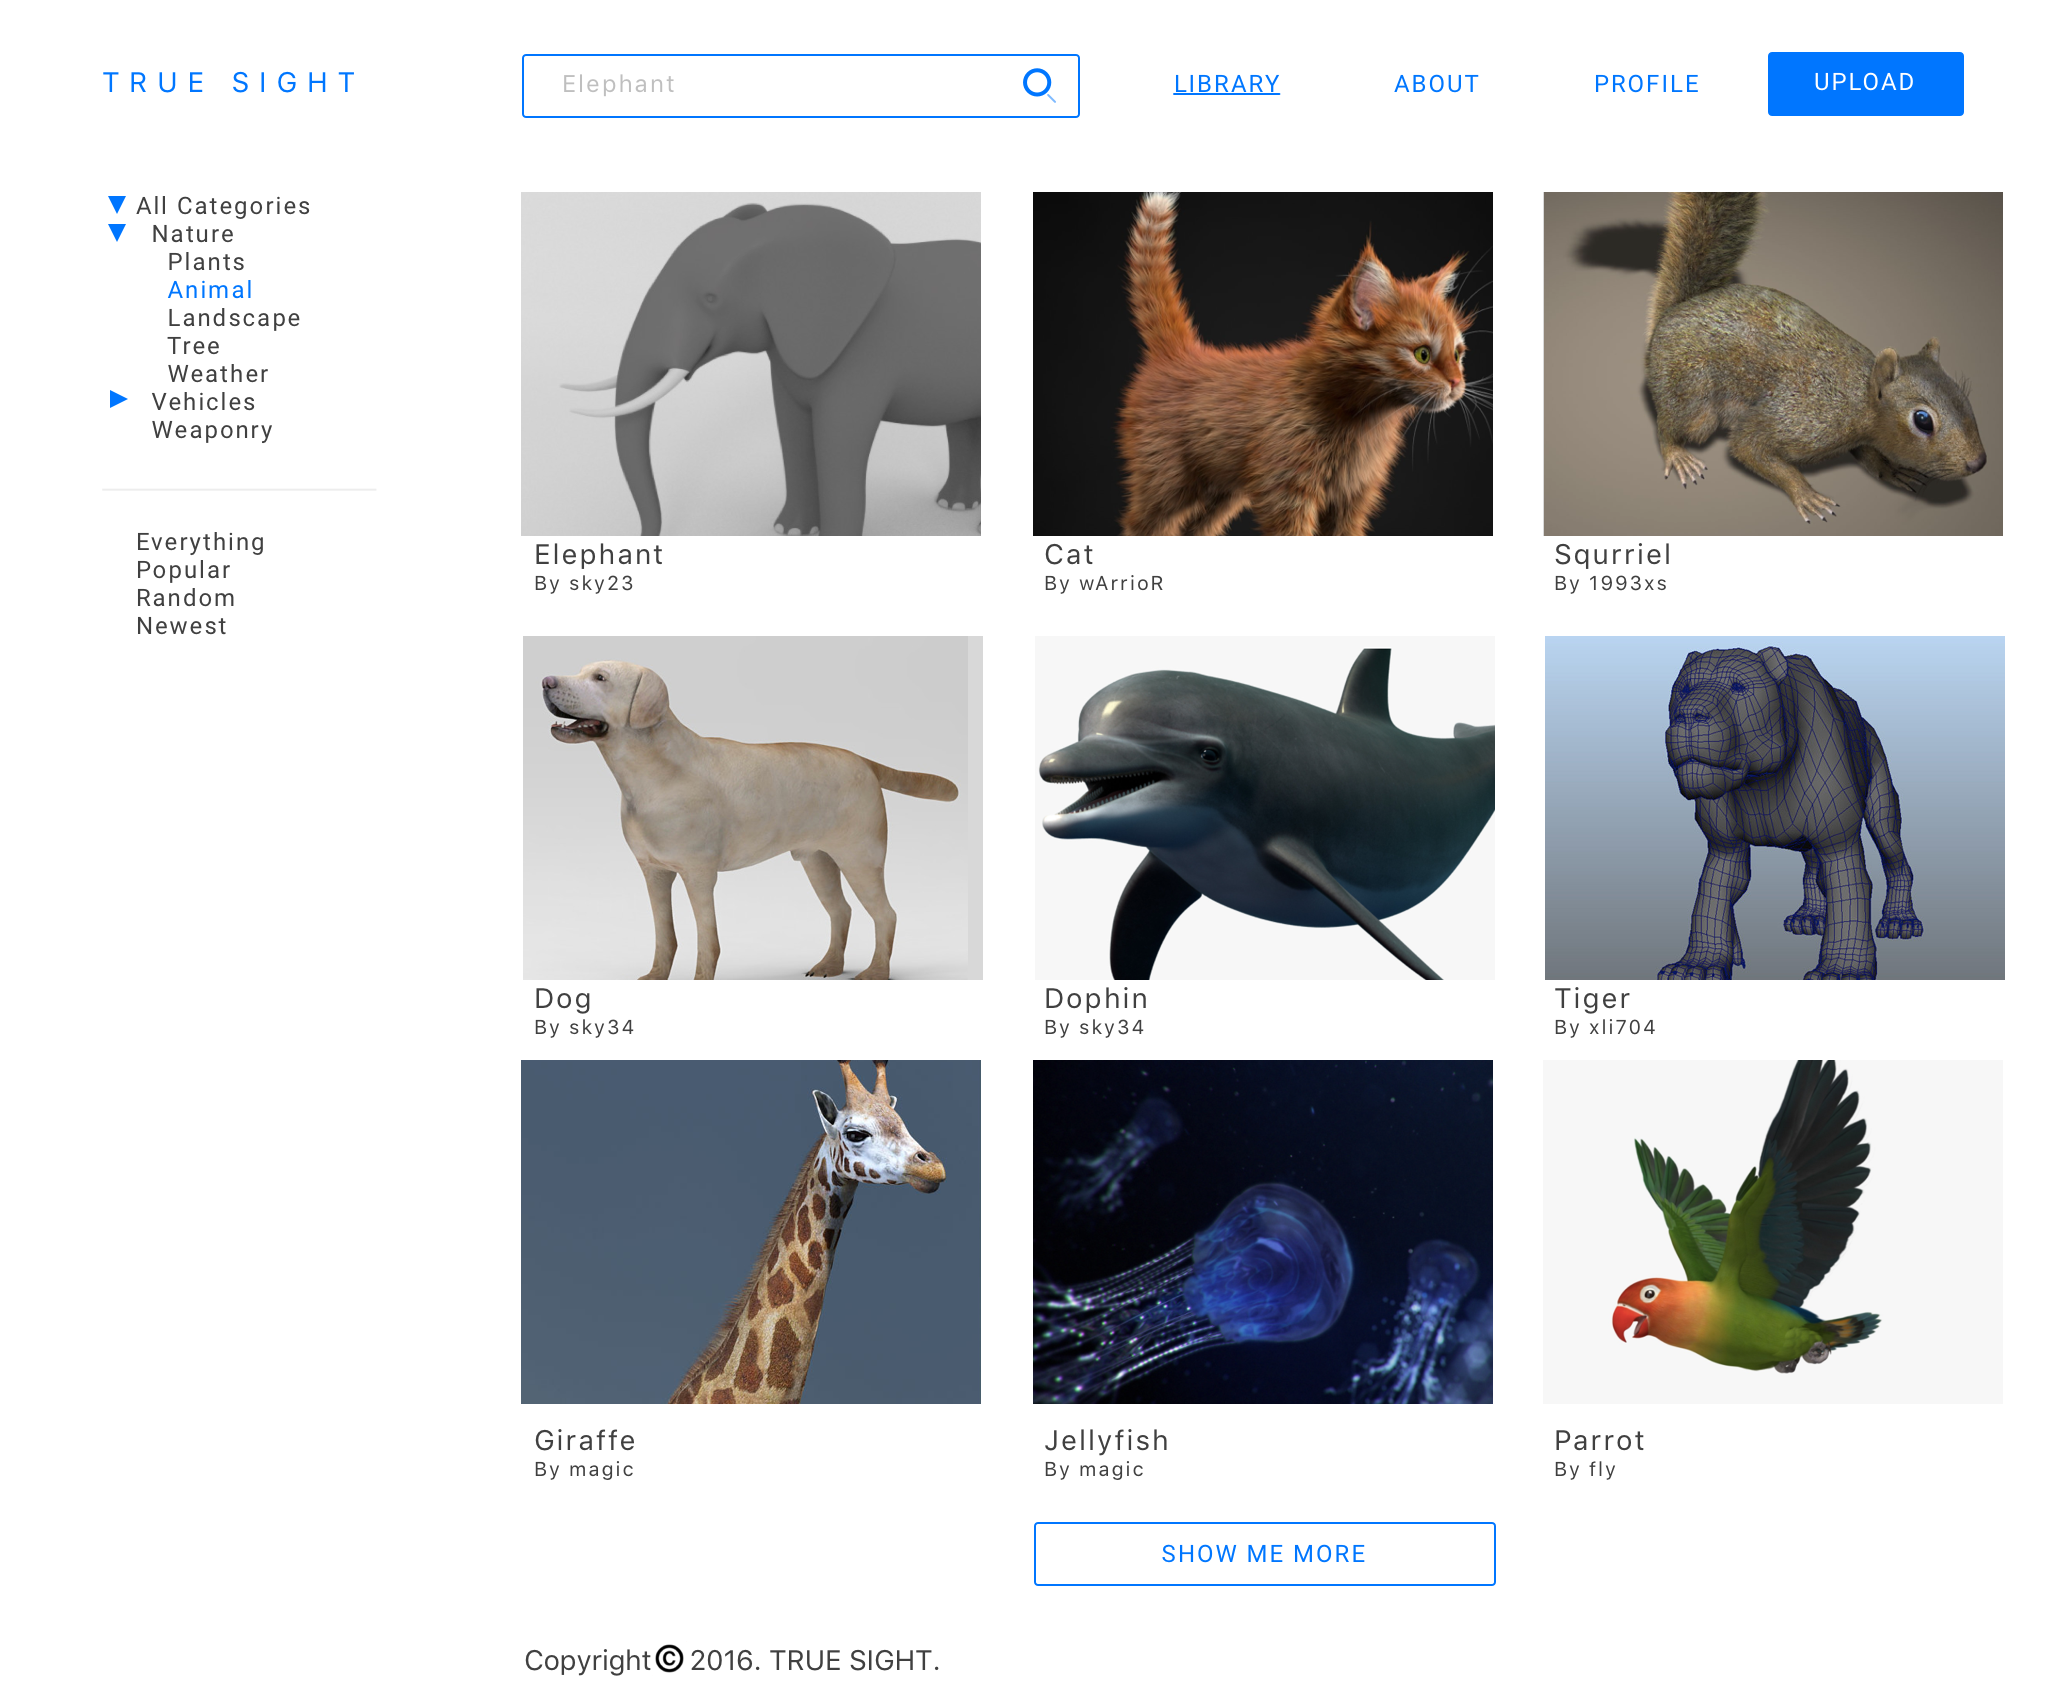 TRUE SIGHT
Elephant
LIBRARY
ABOUT
PROFILE
UPLOAD
All Categories
Nature
Plants
Animal
Landscape
Tree
Weather
Vehicles
Weaponry
Everything
Popular
Random
Newest
Elephant
By sky23
Cat
By wArrioR
Squrriel
By 1993xs
Dog
By sky34
Dophin
By sky34
Tiger
By xli704
Giraffe
By magic
Jellyfish
By magic
Parrot
By fly
SHOW ME MORE
Copyright © 2016. TRUE SIGHT.